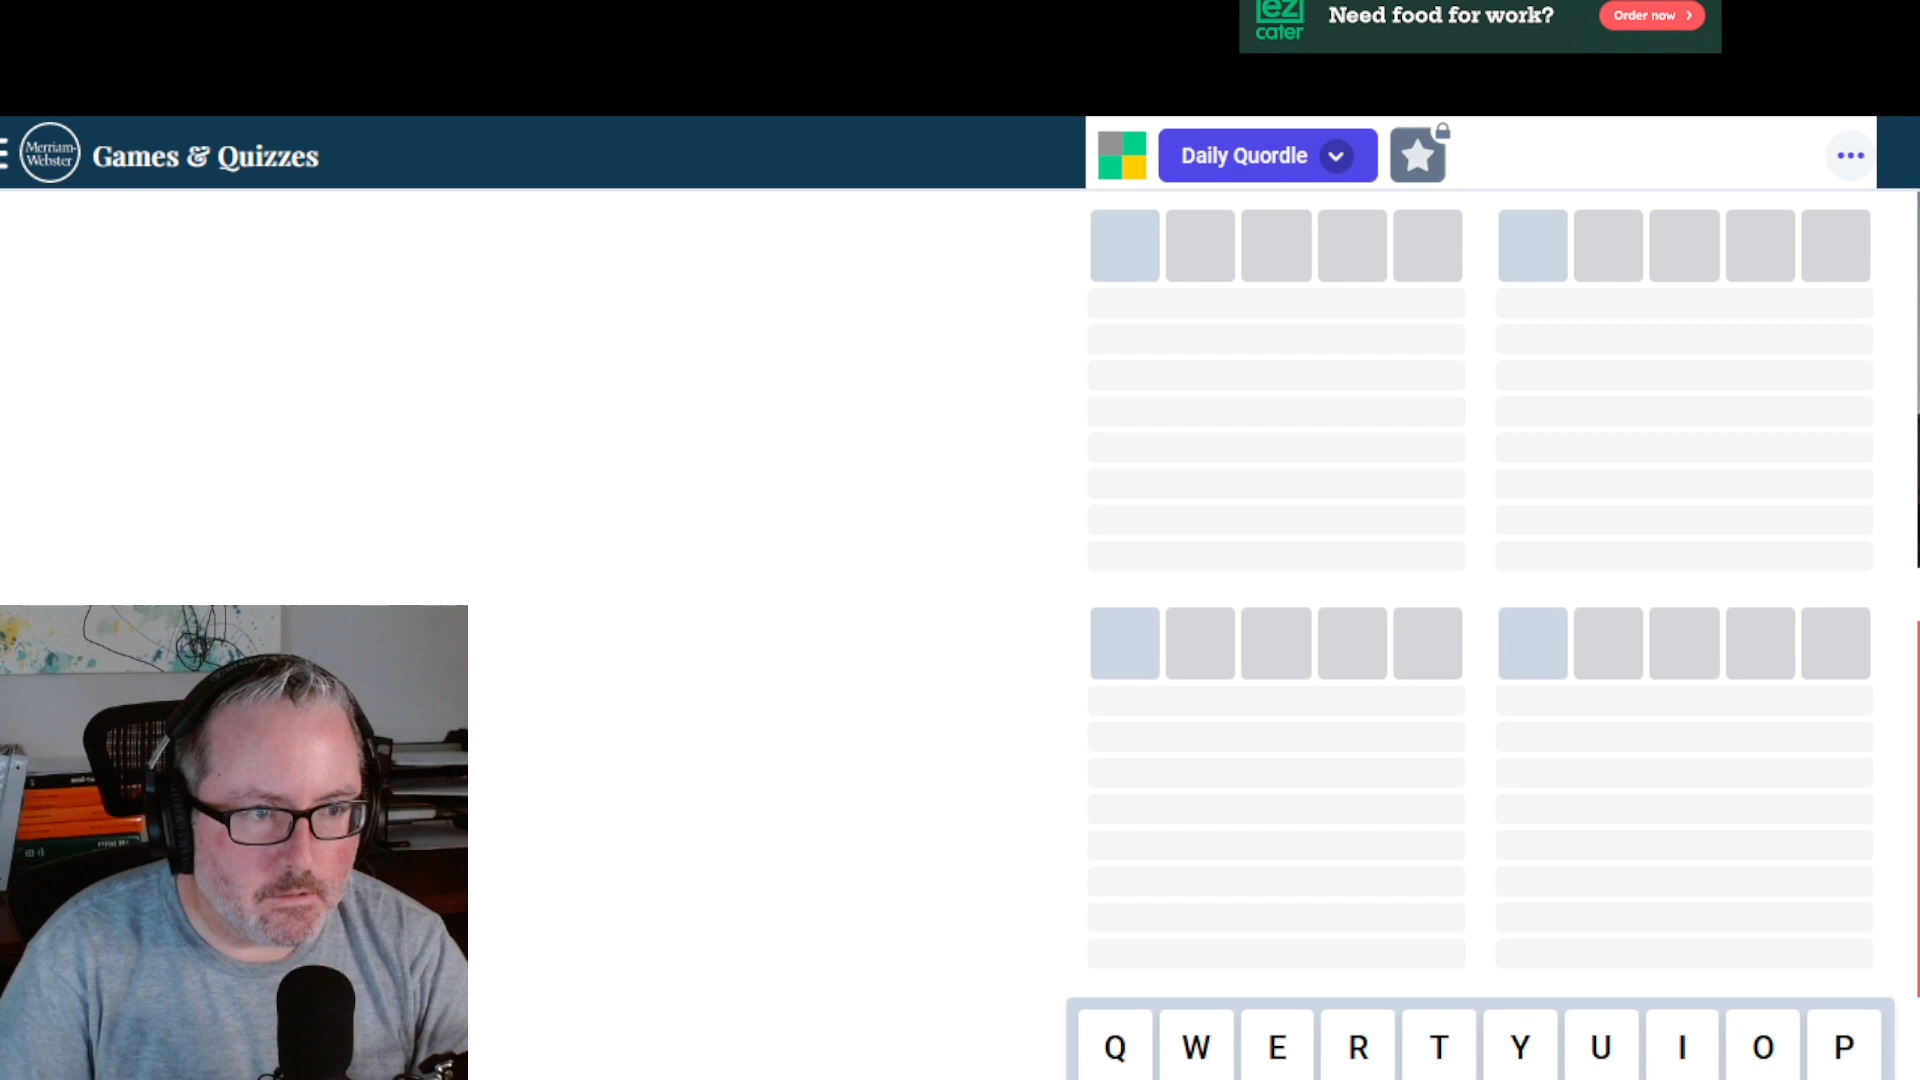 ez
cater
Need food for work?
Order now
Merriam-
Webster
Games & Quizzes
Daily Quordle
Q W E R T Y U I O P